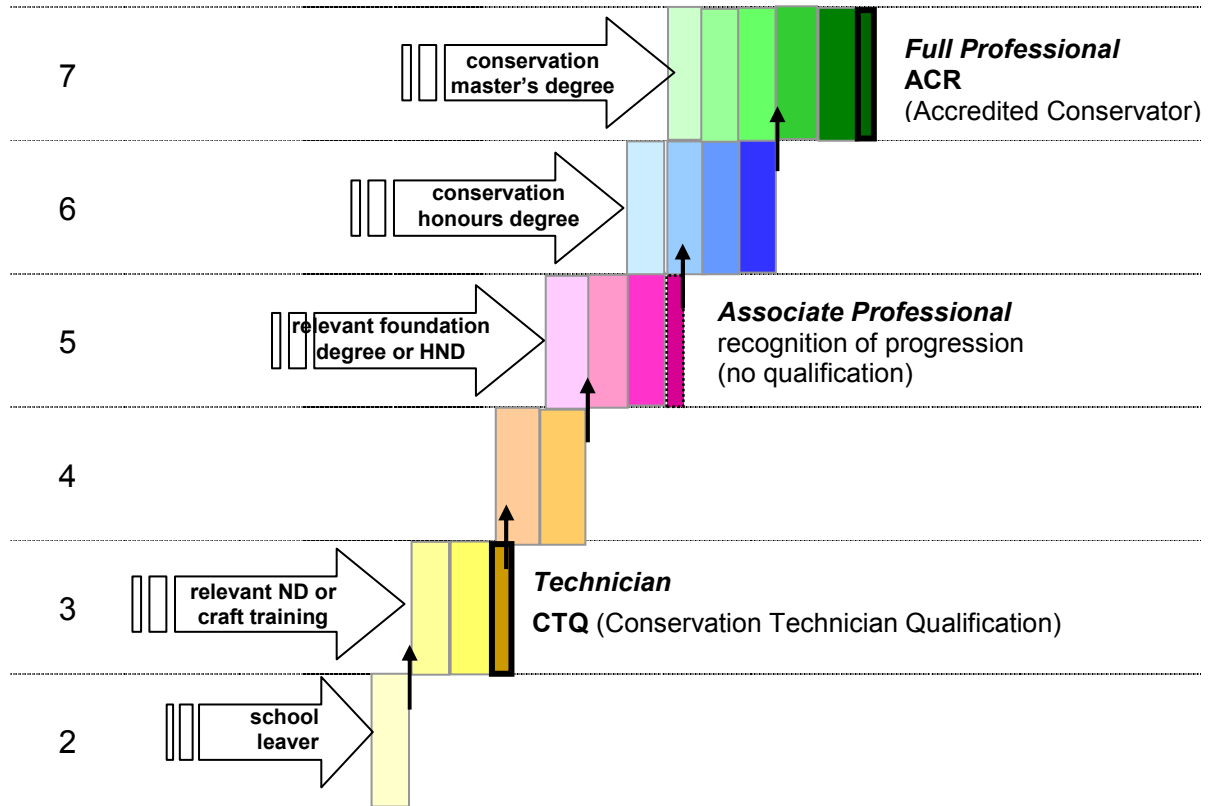 7
conservation
master's degree
Full Professional
ACR
(Accredited Conservator)
6
conservation
honours degree
5
relevant foundation
degree or HND
Associate Professional
recognition of progression
(no qualification)
4
3
relevant ND or
craft training
Technician
CTQ (Conservation Technician Qualification)
2
school
leaver